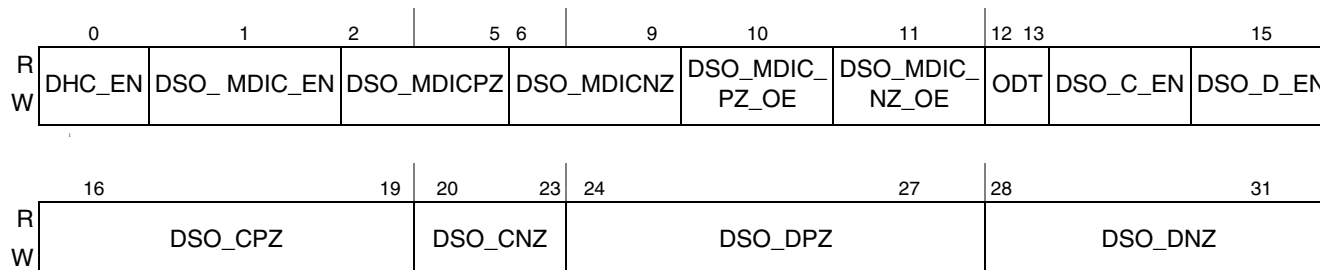 0 1 2 5 6 9 10 11 12 13 15
R W DHC_EN DSO_ MDIC_EN DSO_MDICPZ DSO_MDICNZ DSO_MDIC_ PZ_OE DSO_MDIC_ NZ_OE ODT DSO_C_EN DSO_D_EN
16 19 20 23 24 27 28 31
R W DSO_CPZ DSO_CNZ DSO_DPZ DSO_DNZ